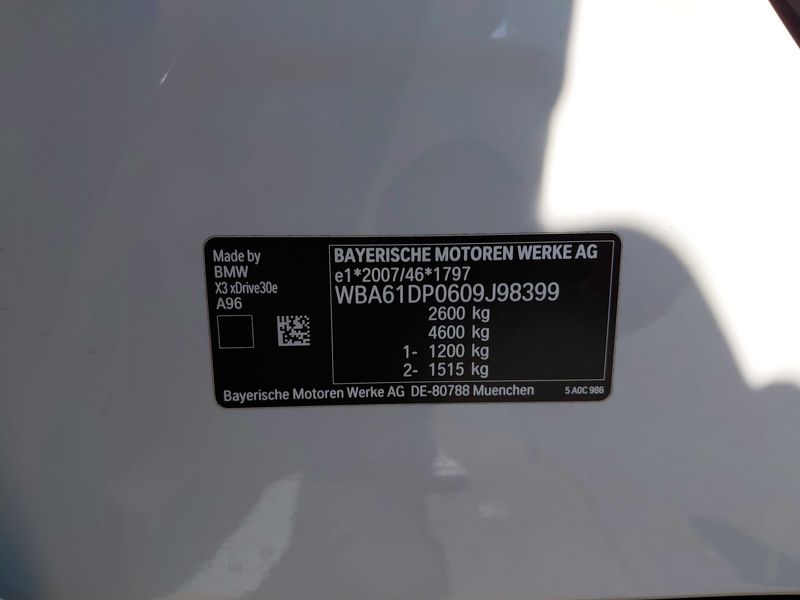 Made by
BMW
X3 xDrive30e
A96
BAYERISCHE MOTOREN WERKE AG
e1*2007/46*1797
WBA61DP0609J98399
2600 kg
4600 kg
1- 1200 kg
2- 1515 kg
Bayerische Motoren Werke AG DE-80788 Muenchen
5 A0C 986